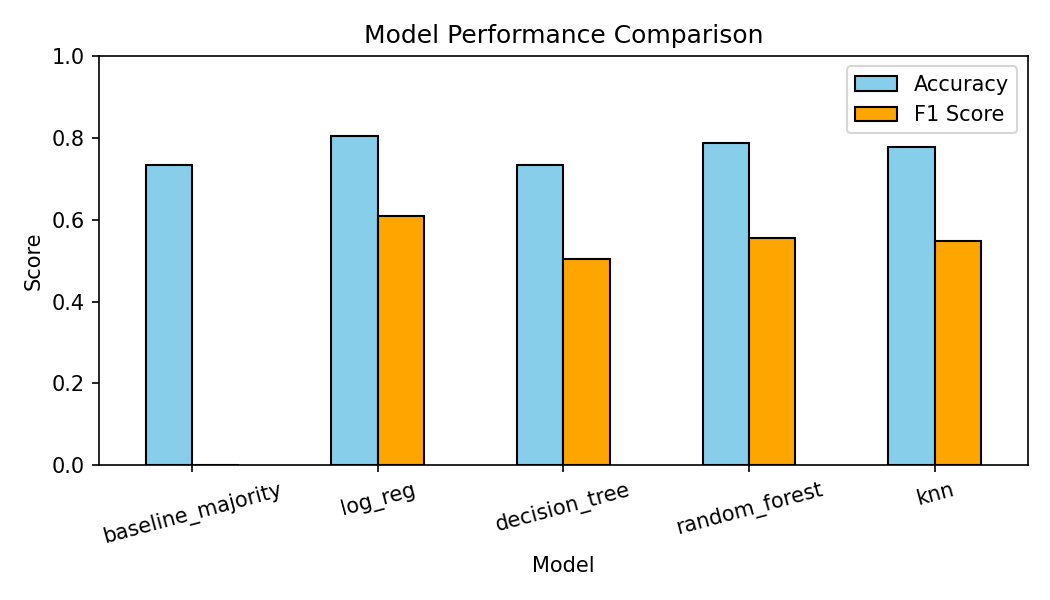 Model Performance Comparison
Accuracy
F1 Score
1.0
0.8
0.6
0.4
0.2
0.0
Score
baseline_majority
log_reg
decision_tree
random_forest
knn
Model